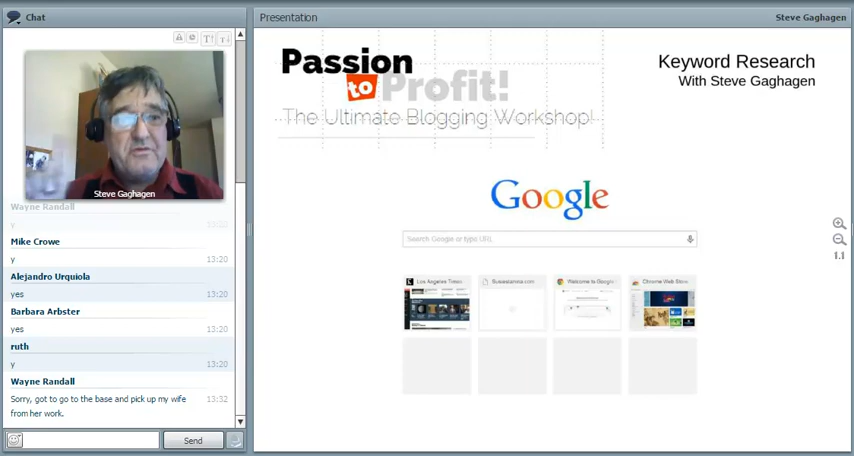 Chat
Steve Gaghagen
Wayne Randall
y
Mike Crowe
y 13:20
Alejandro Urquiola
yes 13:20
Barbara Arbster
yes 13:20
ruth
y 13:20
Wayne Randall
Sorry, got to go to the base and pick up my wife 13:32
from her work.
Send
Presentation
Steve Gaghagen
Passion
to Profit!
The Ultimate Blogging Workshop!
Keyword Research
With Steve Gaghagen
Google
Search Google or type URL
Los Angeles Times
Welcome to Google
Chrome Web Store
1:1